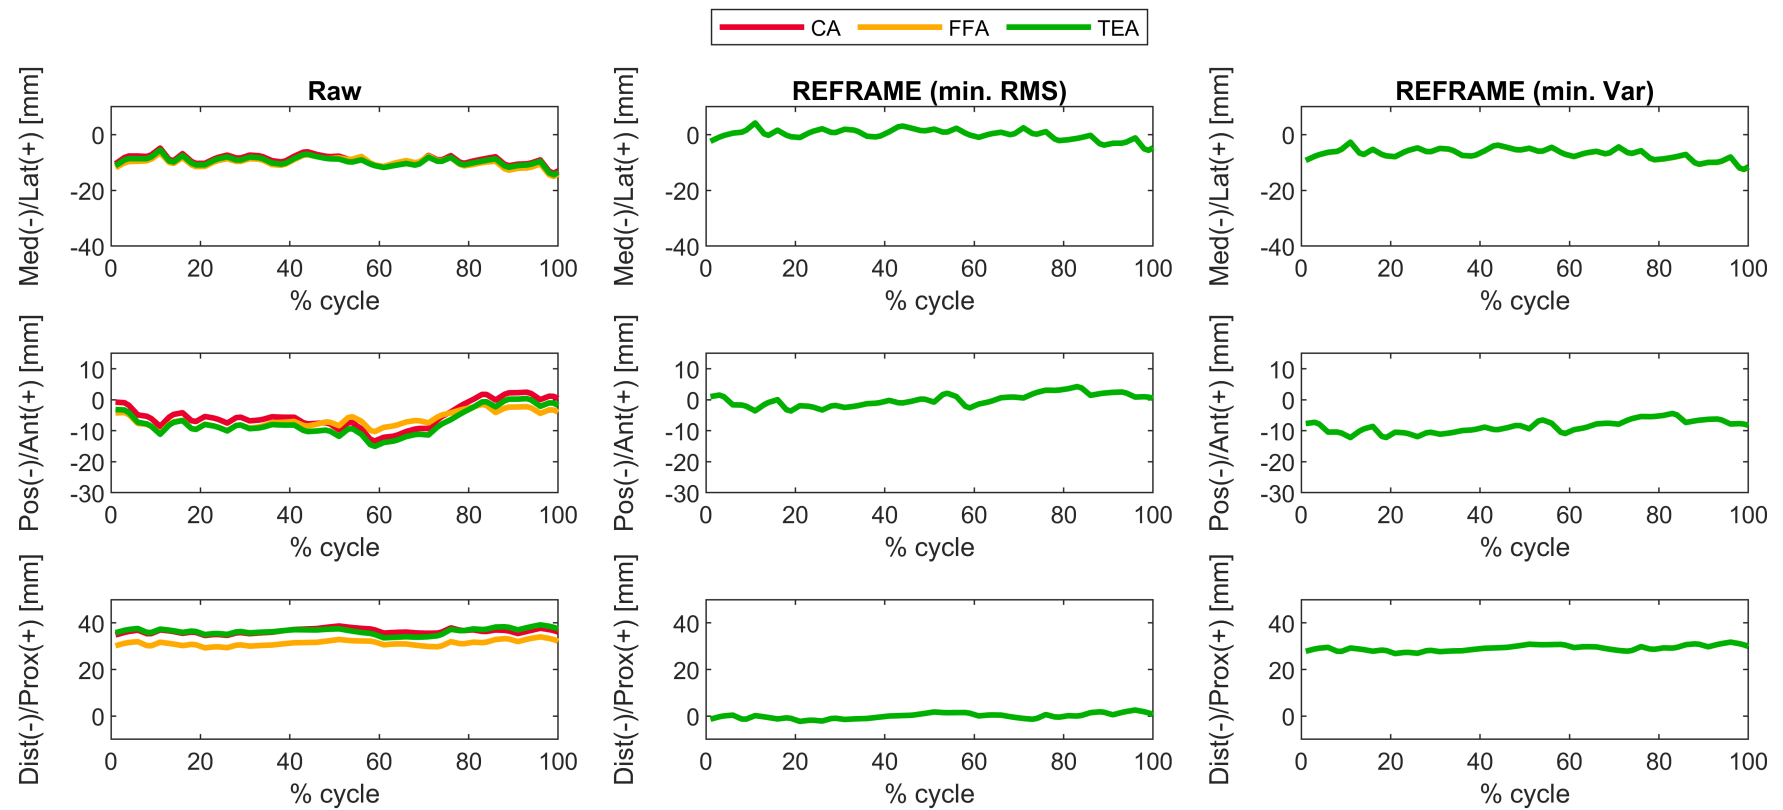 CA FFA TEA
Raw
Med(-)/Lat(+) [mm]
0
-20
-40
0 20 40 60 80 100
% cycle
REFRAME (min. RMS)
Med(-)/Lat(+) [mm]
0
-20
-40
0 20 40 60 80 100
% cycle
REFRAME (min. Var)
Med(-)/Lat(+) [mm]
0
-20
-40
0 20 40 60 80 100
% cycle
Pos(-)/Ant(+) [mm]
10
0
-10
-20
-30
0 20 40 60 80 100
% cycle
Pos(-)/Ant(+) [mm]
10
0
-10
-20
-30
0 20 40 60 80 100
% cycle
Pos(-)/Ant(+) [mm]
10
0
-10
-20
-30
0 20 40 60 80 100
% cycle
Dist(-)/Prox(+) [mm]
40
20
0
0 20 40 60 80 100
% cycle
Dist(-)/Prox(+) [mm]
40
20
0
0 20 40 60 80 100
% cycle
Dist(-)/Prox(+) [mm]
40
20
0
0 20 40 60 80 100
% cycle